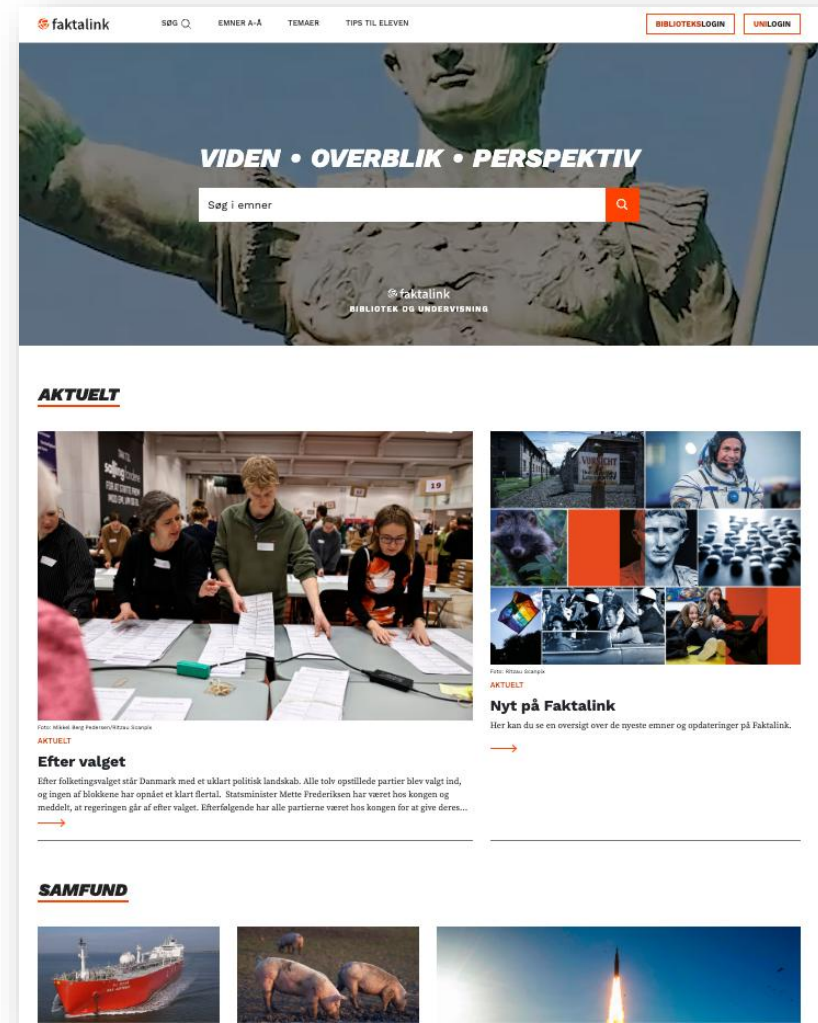 faktalink
SØG
EMNER A-Å
TEMAER
TIPS TIL ELEVEN
BIBLIOTEKSLOGIN
UNILOGIN
VIDEN • OVERBLIK • PERSPEKTIV
Søg i emner
faktalink
BIBLIOTEK OG UNDERVISNING
AKTUELT
19
VORSICHT
Foto: Mikkel Berg Pedersen/Ritzau Scanpix
AKTUELT
Efter valget
Efter folketingsvalget står Danmark med et uklart politisk landskab. Alle tolv opstillede partier blev valgt ind,
og ingen af blokkene har opnået et klart flertal. Statsminister Mette Frederiksen har været hos kongen og
meddelt, at regeringen går af efter valget. Efterfølgende har alle partierne været hos kongen for at give deres...
Foto: Ritzau Scanpix
AKTUELT
Nyt på Faktalink
Her kan du se en oversigt over de nyeste emner og opdateringer på Faktalink.
SAMFUND